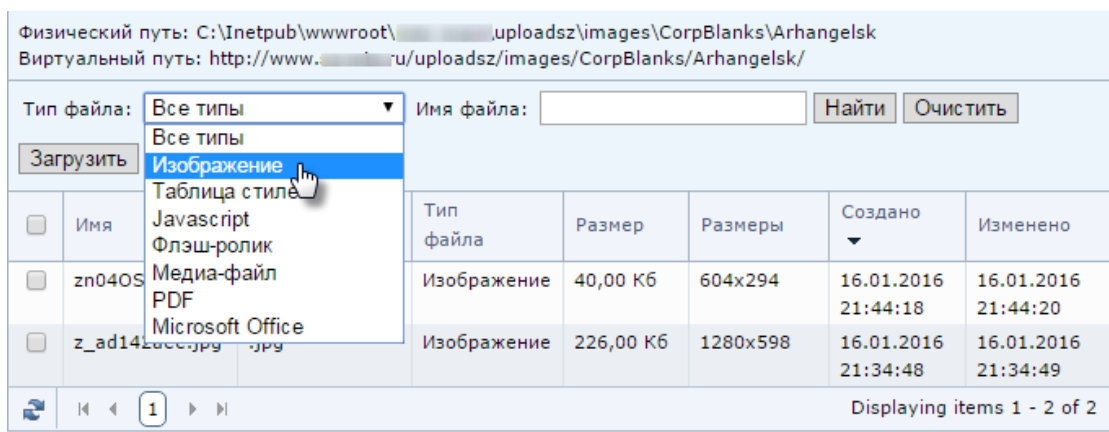 Физический путь: C:\Inetpub\wwwroot\ uploadsz\images\CorpBlanks\Arhangelsk
Виртуальный путь: http://www. ru/uploadsz/images/CorpBlanks/Arhangelsk/
Тип файла: Все типы Имя файла: Найти Очистить
Все типы
Загрузить Изображение
Таблица
Javascript
Флэш-ролик
Медиа-файл
PDF
Microsoft Office
Имя Тип файла Размер Размеры Создано Изменено
Изображение 40,00 Кб 604x294 16.01.2016 16.01.2016
21:44:18 21:44:20
.jpg Изображение 226,00 Кб 1280x598 16.01.2016 16.01.2016
21:34:48 21:34:49
1 Displaying items 1 - 2 of 2